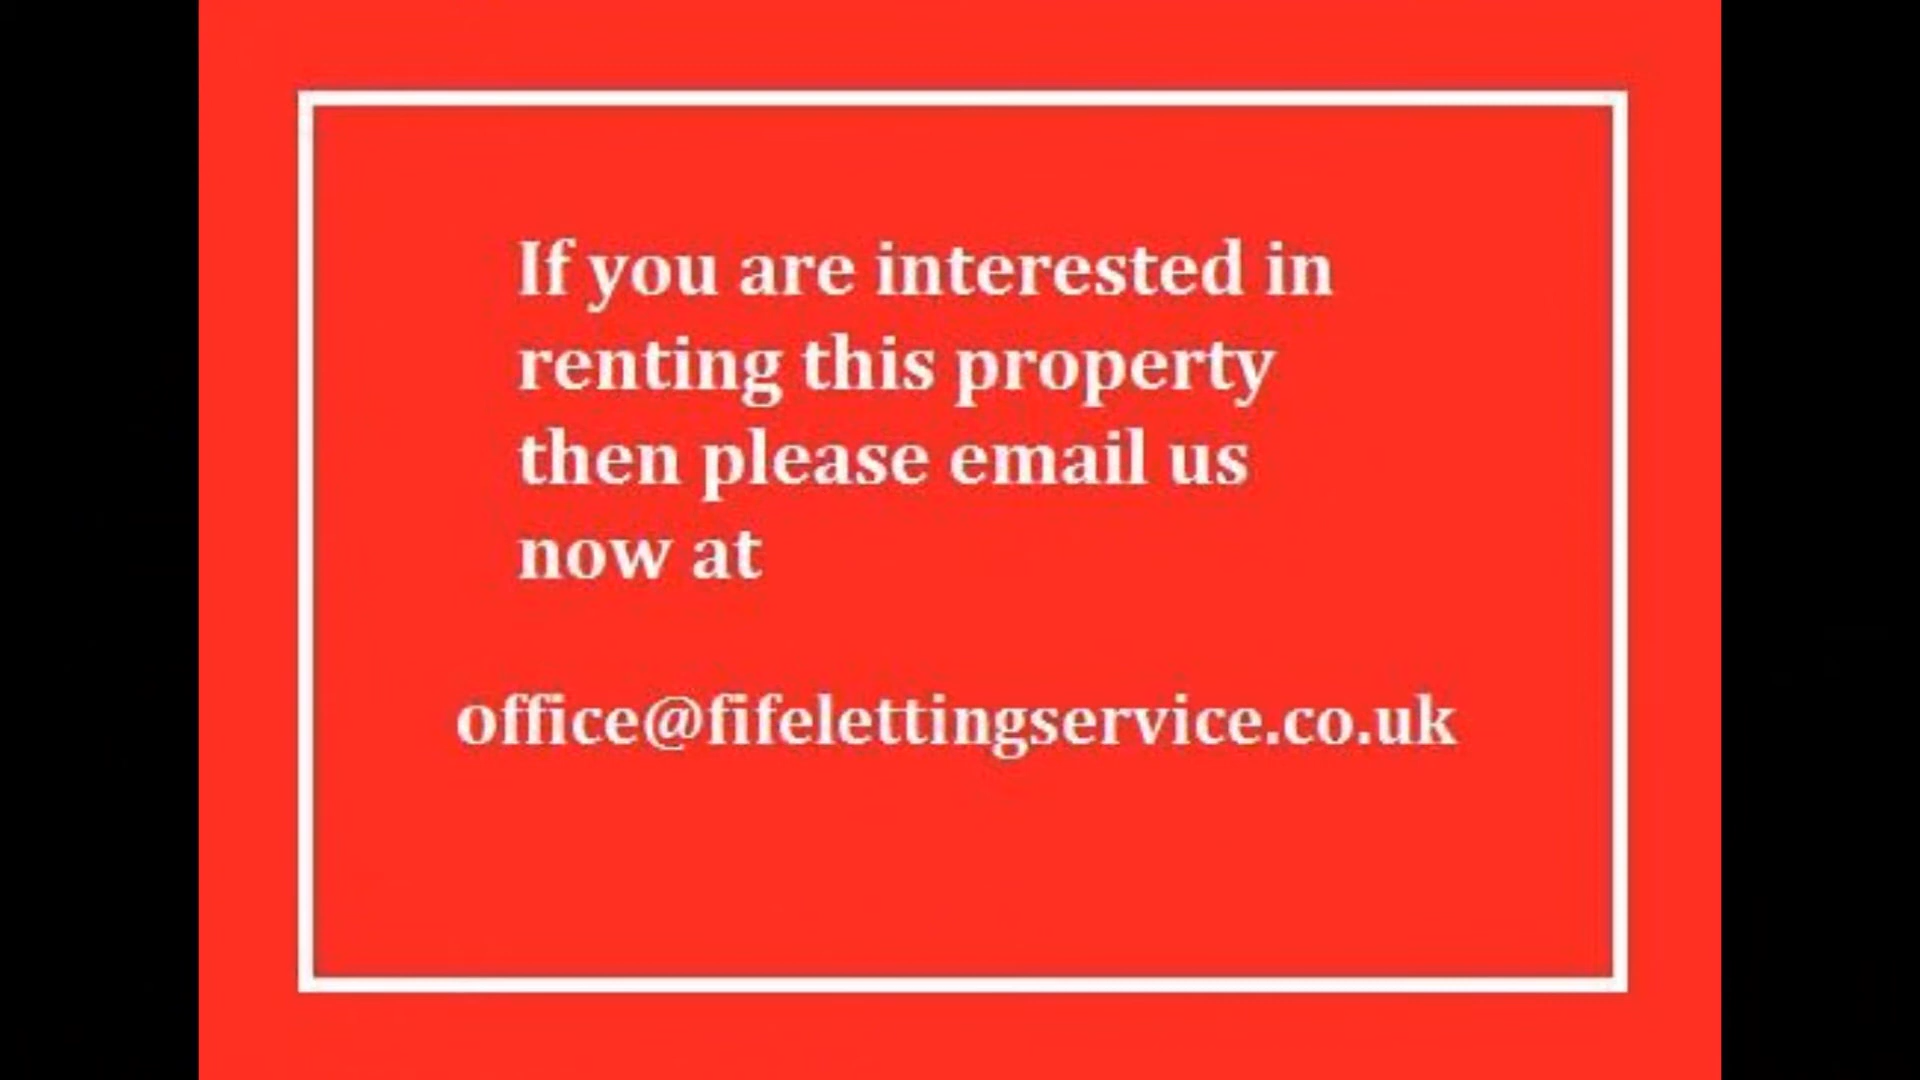 If you are interested in
renting this property
then please email us
now at
office@fifelettingservice.co.uk